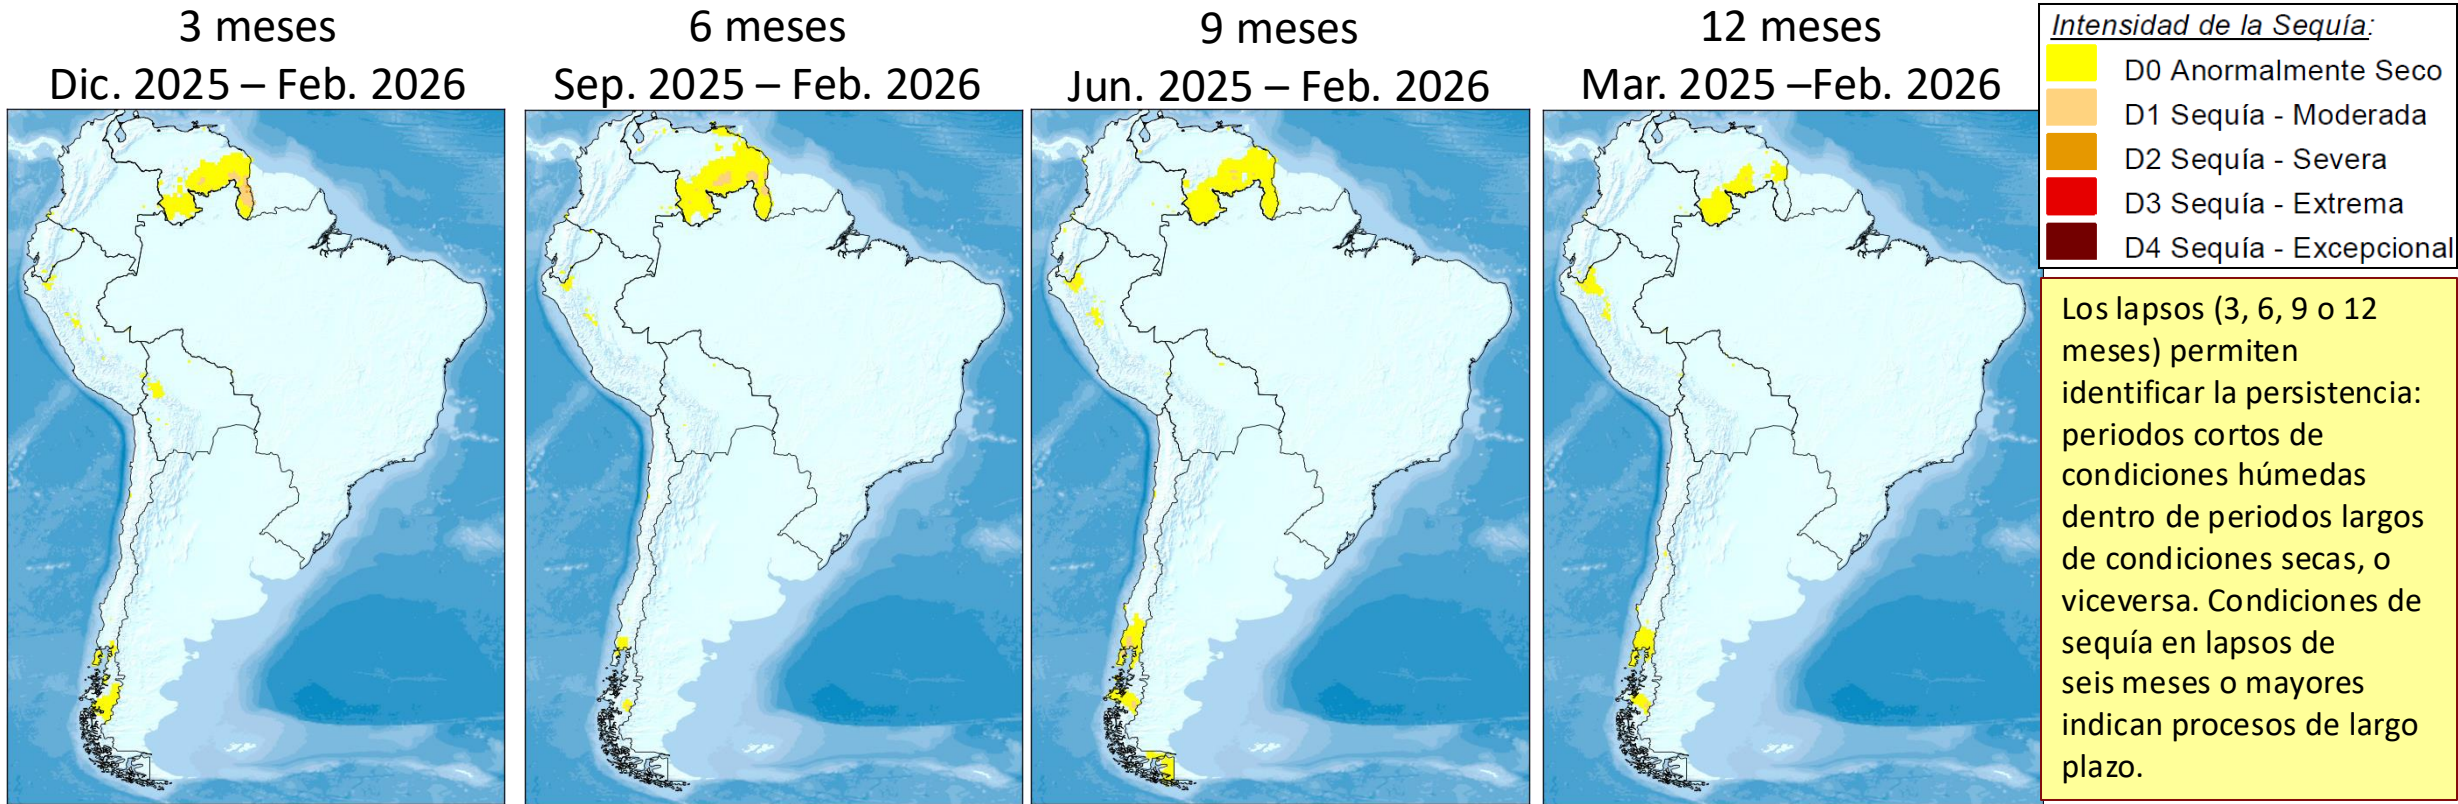 3 meses
Dic. 2025 – Feb. 2026
6 meses
Sep. 2025 – Feb. 2026
9 meses
Jun. 2025 – Feb. 2026
12 meses
Mar. 2025 –Feb. 2026
Intensidad de la Sequía:
D0 Anormalmente Seco
D1 Sequía - Moderada
D2 Sequía - Severa
D3 Sequía - Extrema
D4 Sequía - Excepcional
Los lapsos (3, 6, 9 o 12
meses) permiten
identificar la persistencia:
periodos cortos de
condiciones húmedas
dentro de periodos largos
de condiciones secas, o
viceversa. Condiciones de
sequía en lapsos de
seis meses o mayores
indican procesos de largo
plazo.